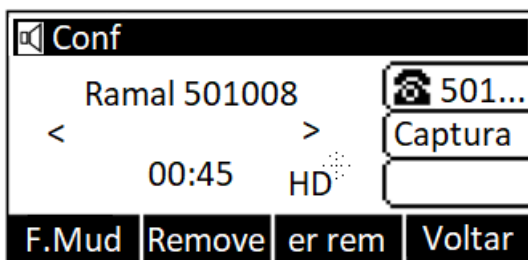 Conf
Ramal 501008
501...
< >
Captura
00:45 HD
F.Mud Remove er rem Voltar